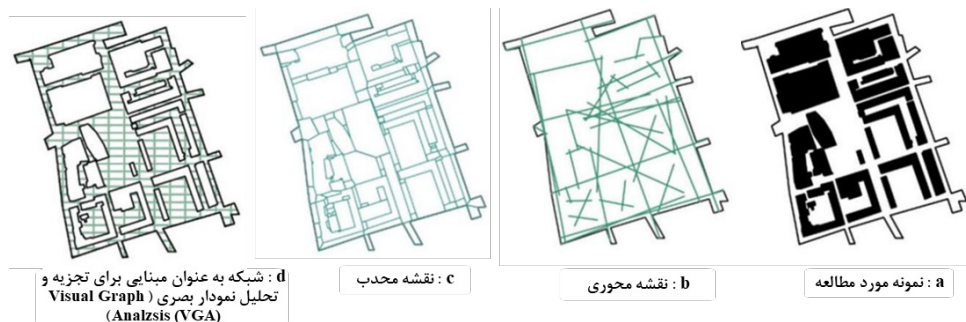 a : نمونه مورد مطالعه
b : نقشه محوری
c : نقشه محدب
d : شبکه به عنوان مبنایی برای تجزیه و
تحلیل نمودار بصری ( Visual Graph
Analzsis (VGA)